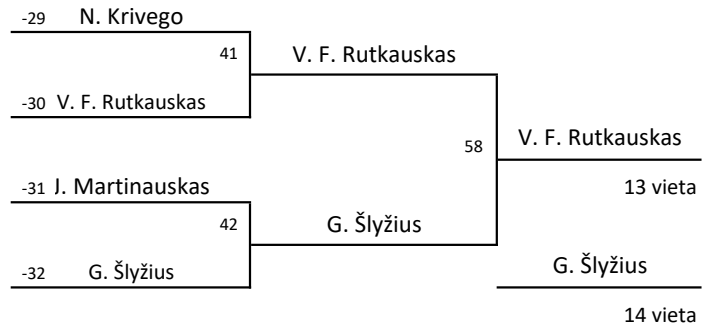 -29 N. Krivego
41 V. F. Rutkauskas
-30 V. F. Rutkauskas
58 V. F. Rutkauskas
-31 J. Martinauskas
13 vieta
42 G. Šlyžius
-32 G. Šlyžius
G. Šlyžius
14 vieta